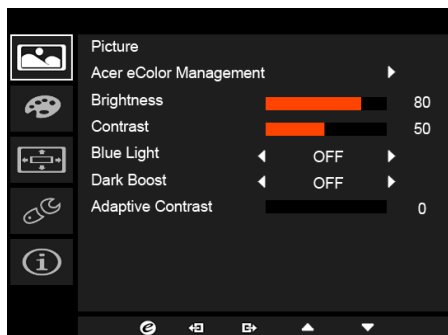 Picture
Acer eColor Management
Brightness 80
Contrast 50
Blue Light OFF
Dark Boost OFF
Adaptive Contrast 0